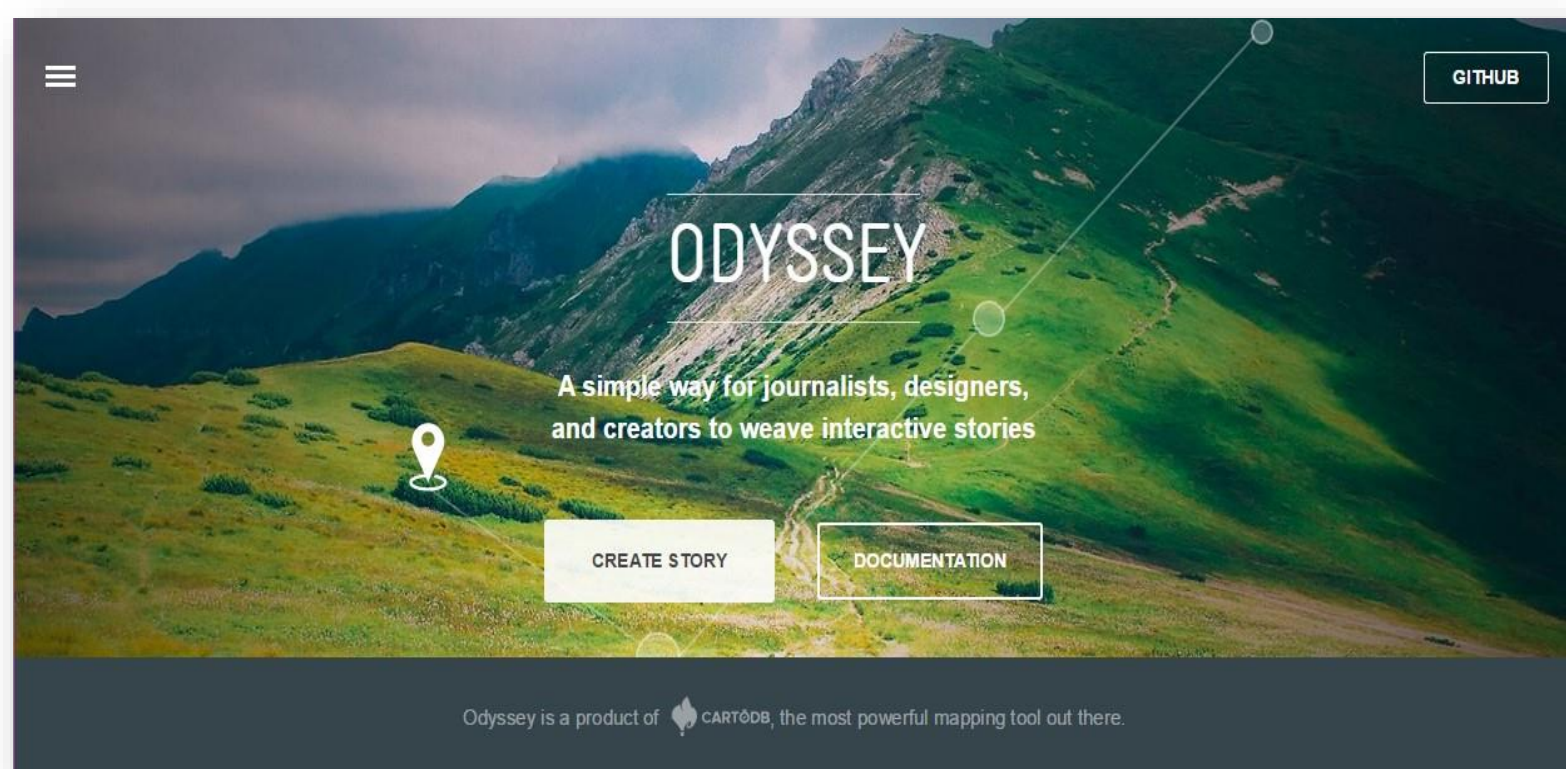 GITHUB
ODYSSEY
A simple way for journalists, designers,
and creators to weave interactive stories
CREATE STORY
DOCUMENTATION
Odyssey is a product of CARTODB, the most powerful mapping tool out there.